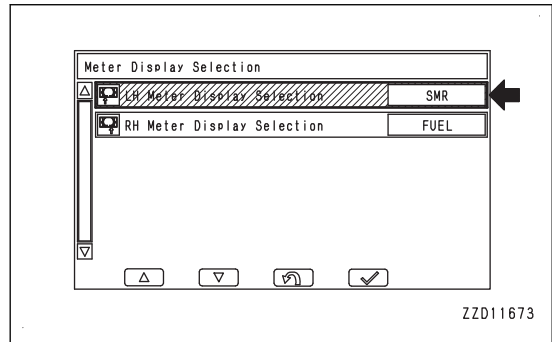 Meter Display Selection
LH Meter Display Selection SMR
RH Meter Display Selection FUEL
ZZD11673